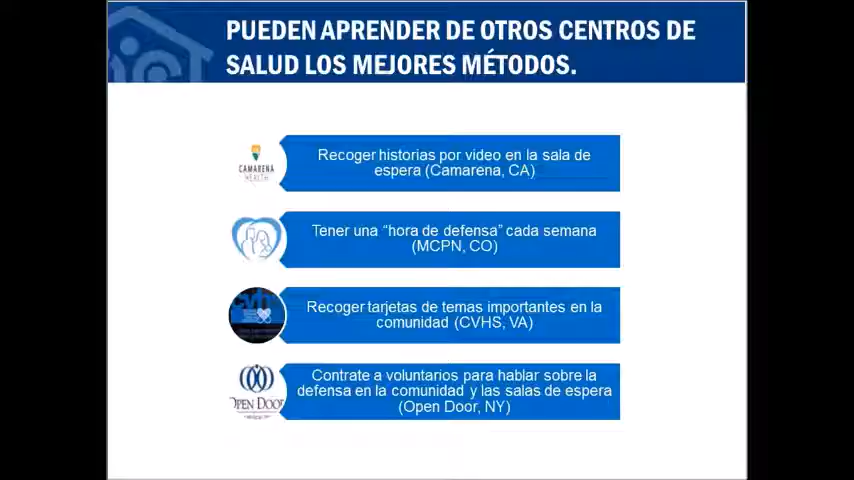 PUEDEN APRENDER DE OTROS CENTROS DE
SALUD LOS MEJORES MÉTODOS.
CAMARENA
HEALTH
Recoger historias por video en la sala de
espera (Camarena, CA)
Tener una “hora de defensa” cada semana
(MCPN, CO)
cvhs
Recoger tarjetas de temas importantes en la
comunidad (CVHS, VA)
OPEN DOOR
Contrate a voluntarios para hablar sobre la
defensa en la comunidad y las salas de espera
(Open Door, NY)